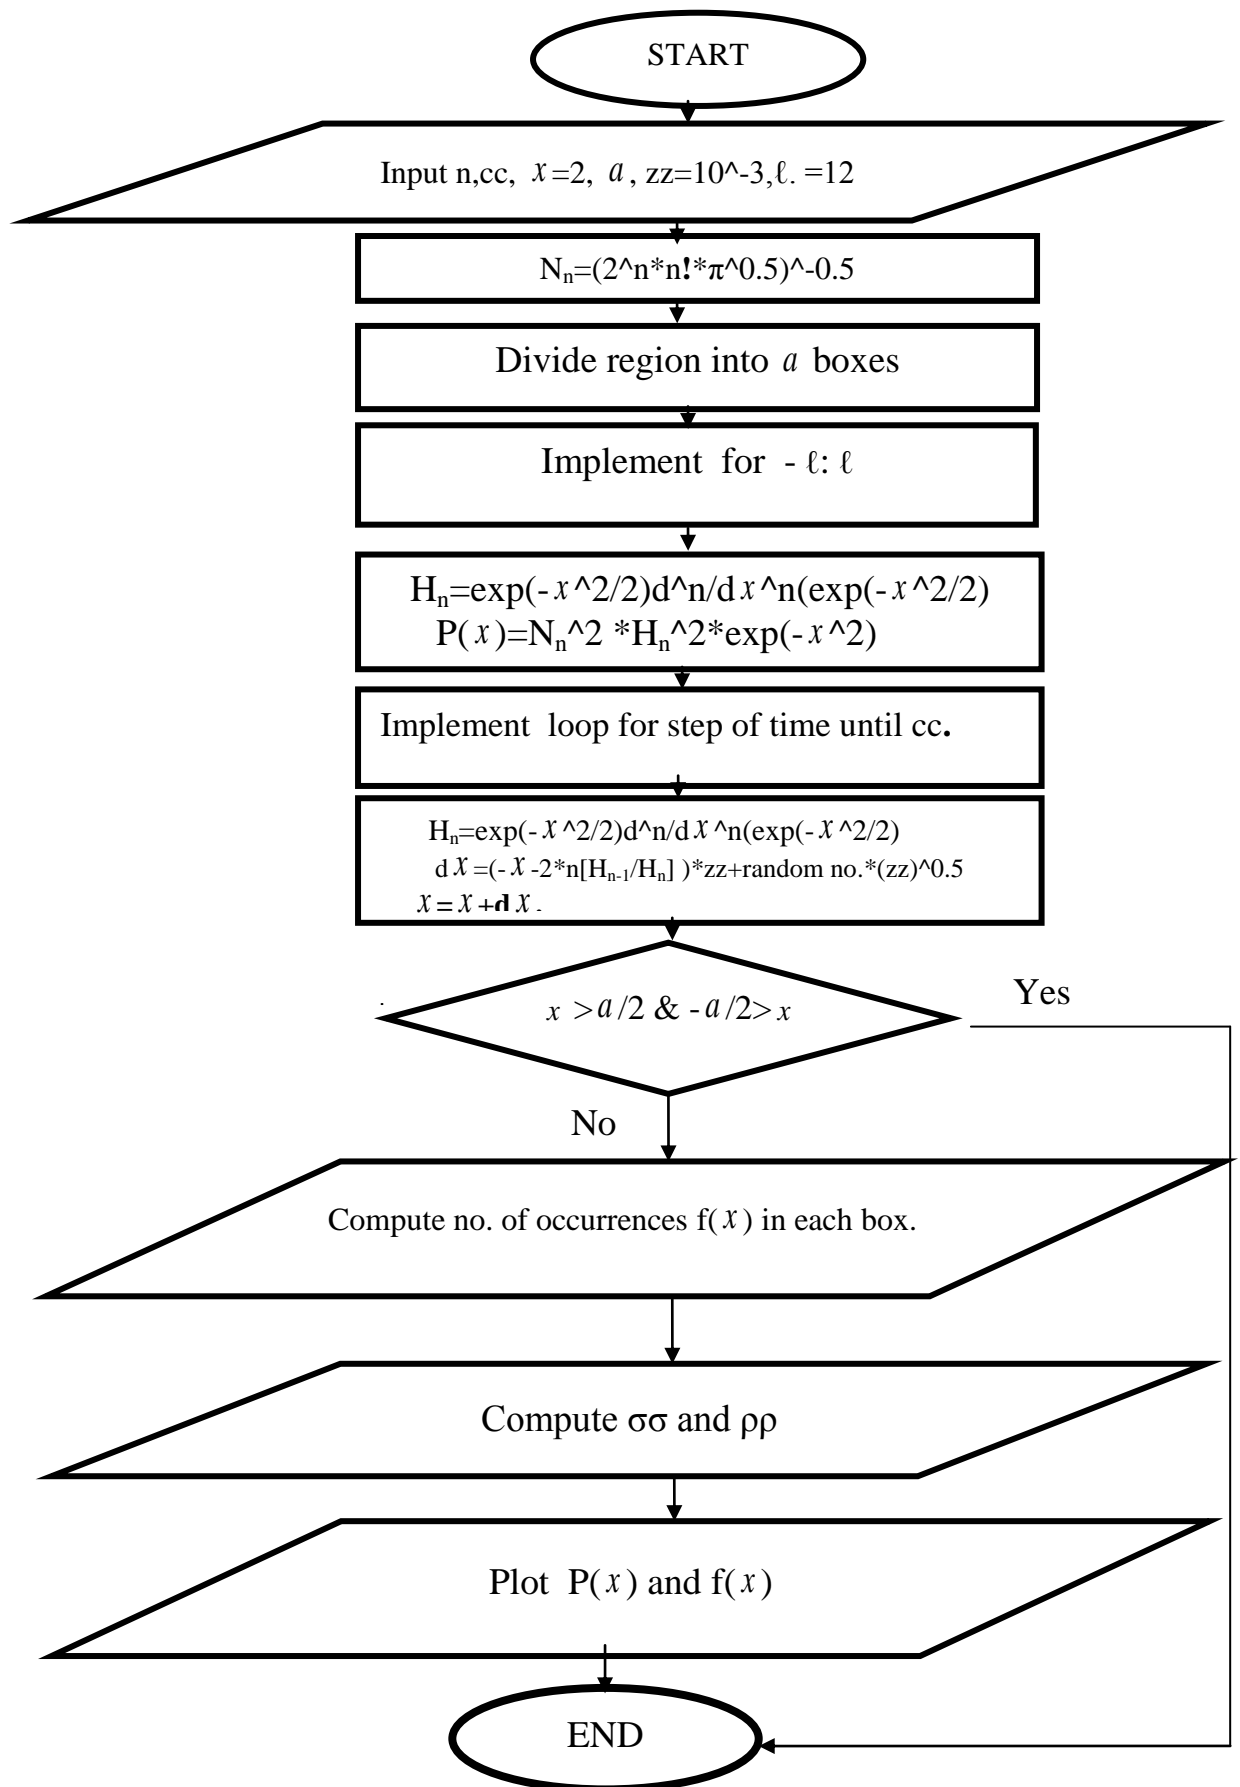 START
Input n,cc, x=2, a, zz=10^-3,ℓ. =12
Nₙ=(2^n*n!*π^0.5)^-0.5
Divide region into a boxes
Implement for - ℓ: ℓ
Hₙ=exp(-x^2/2)d^n/dx^n(exp(-x^2/2)
P(x)=Nₙ^2 *Hₙ^2*exp(-x^2)
Implement loop for step of time until cc.
Hₙ=exp(-x^2/2)d^n/dx^n(exp(-x^2/2)
dx=(-x-2*n[Hₙ₋₁/Hₙ] )*zz+random no.*(zz)^0.5
x=x+dx.
x >a/2 & -a/2>x
Yes
No
Compute no. of occurrences f(x) in each box.
Compute σσ and ρρ
Plot P(x) and f(x)
END